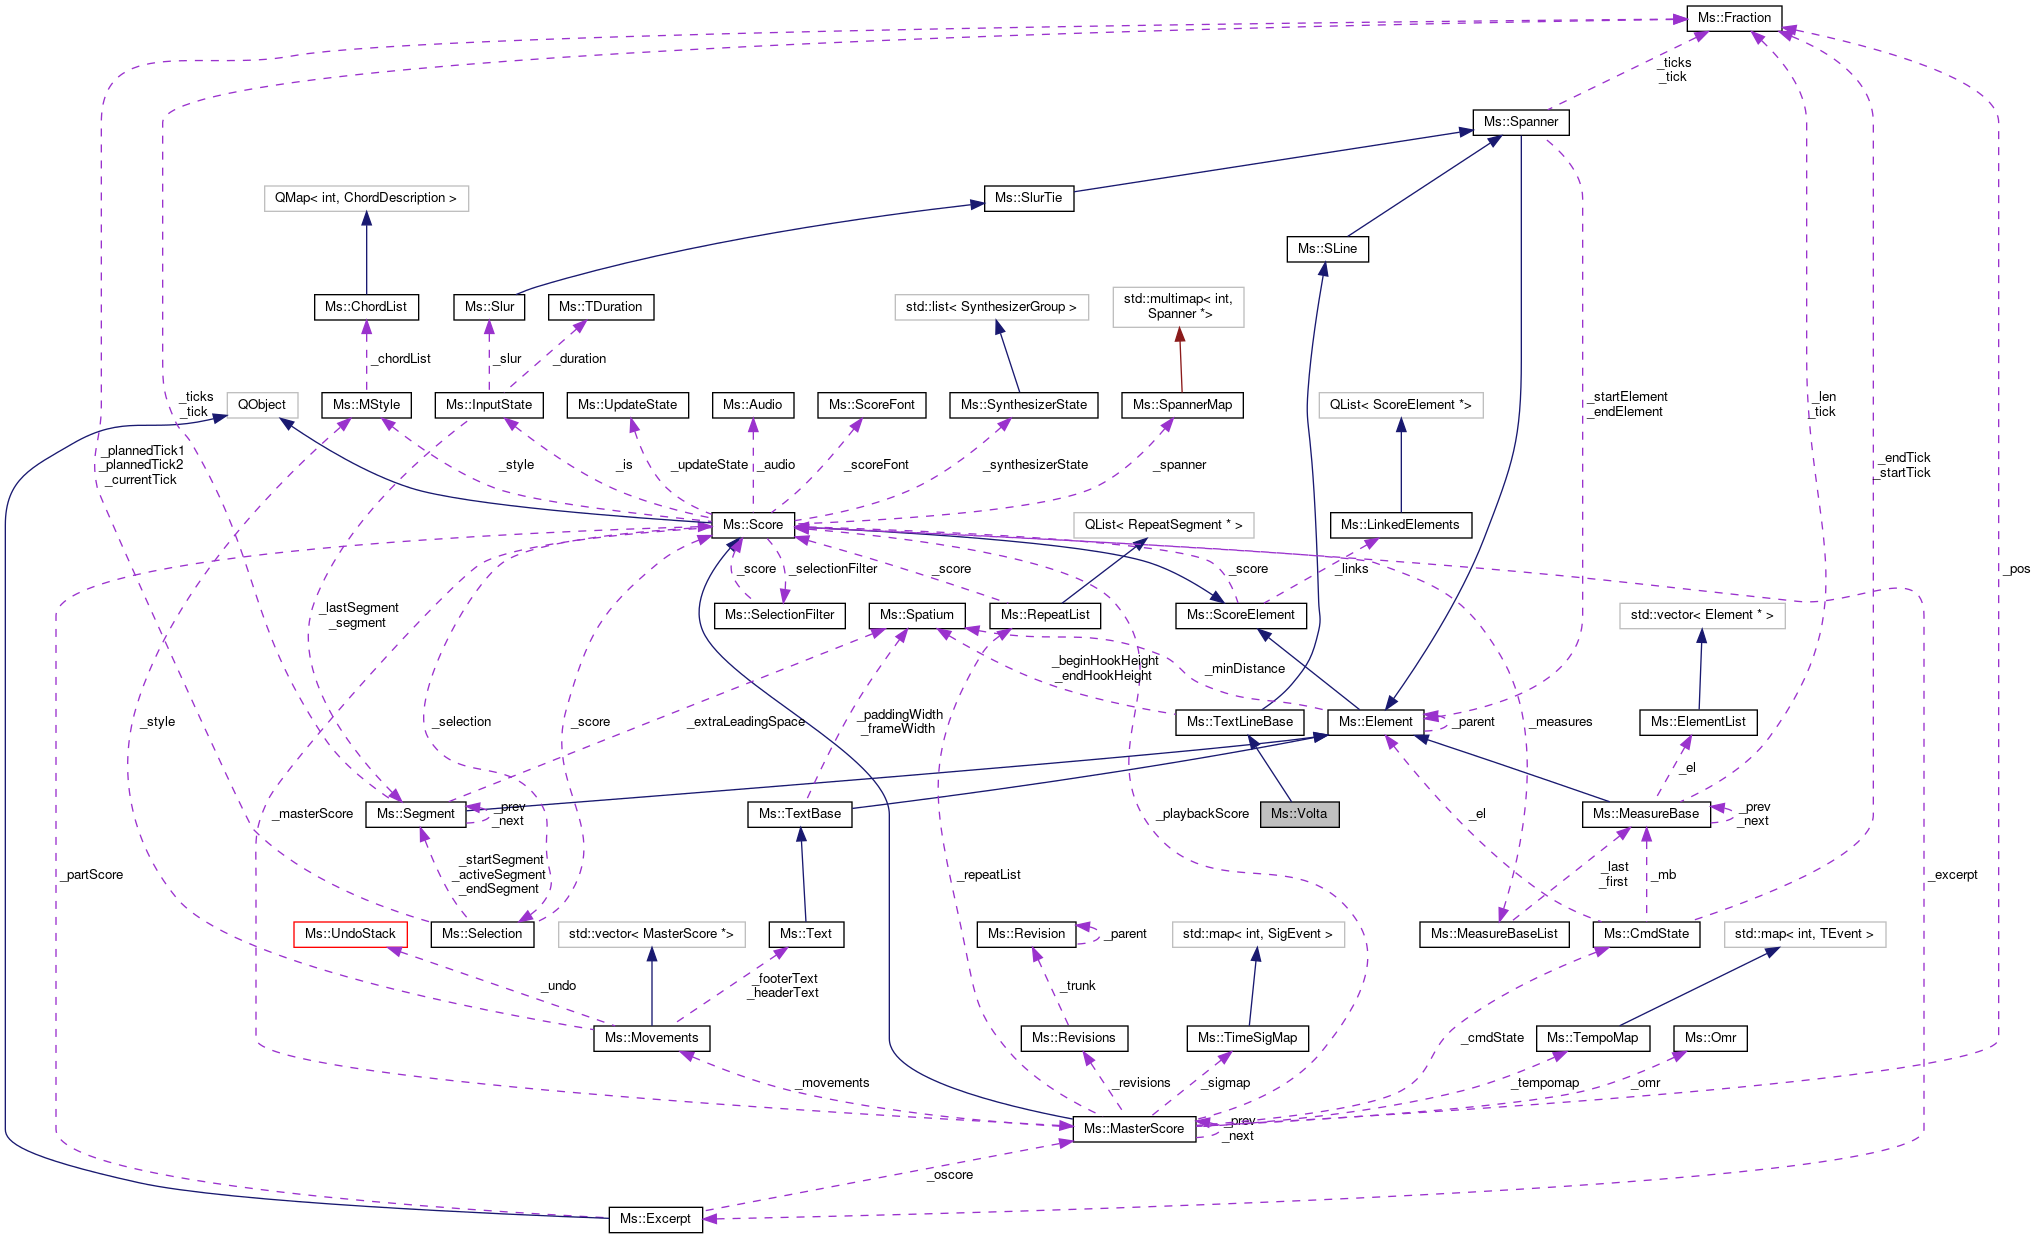 Ms::Fraction
_ticks
_tick
Ms::Spanner
QMap< int, ChordDescription >
Ms::SlurTie
Ms::SLine
Ms::ChordList
Ms::Slur
Ms::TDuration
std::list< SynthesizerGroup >
std::multimap< int,
Spanner *>
_chordList
_slur
_duration
_ticks
_tick
QObject
Ms::MStyle
Ms::InputState
Ms::UpdateState
Ms::Audio
Ms::ScoreFont
Ms::SynthesizerState
Ms::SpannerMap
QList< ScoreElement *>
_startElement
_endElement
_len
_tick
_plannedTick1
_plannedTick2
_currentTick
_style
_is
_updateState
_audio
_scoreFont
_synthesizerState
_spanner
_endTick
_startTick
Ms::Score
QList< RepeatSegment * >
Ms::LinkedElements
_score
_selectionFilter
_score
_score
_links
_pos
_lastSegment
_segment
Ms::SelectionFilter
Ms::Spatium
Ms::RepeatList
Ms::ScoreElement
std::vector< Element * >
_beginHookHeight
_endHookHeight
_minDistance
_style
_selection
_score
_extraLeadingSpace
_paddingWidth
_frameWidth
Ms::TextLineBase
Ms::Element
_parent
_measures
Ms::ElementList
_el
_masterScore
Ms::Segment
_prev
_next
Ms::TextBase
_playbackScore
Ms::Volta
_el
Ms::MeasureBase
_prev
_next
_partScore
_startSegment
_activeSegment
_endSegment
_repeatList
_last
_first
_mb
_excerpt
Ms::UndoStack
Ms::Selection
std::vector< MasterScore *>
Ms::Text
Ms::Revision
_parent
std::map< int, SigEvent >
Ms::MeasureBaseList
Ms::CmdState
std::map< int, TEvent >
_undo
_footerText
_headerText
_trunk
Ms::Movements
Ms::Revisions
Ms::TimeSigMap
_cmdState
Ms::TempoMap
Ms::Omr
_movements
_revisions
_sigmap
_tempomap
_omr
Ms::MasterScore
_prev
_next
_oscore
Ms::Excerpt